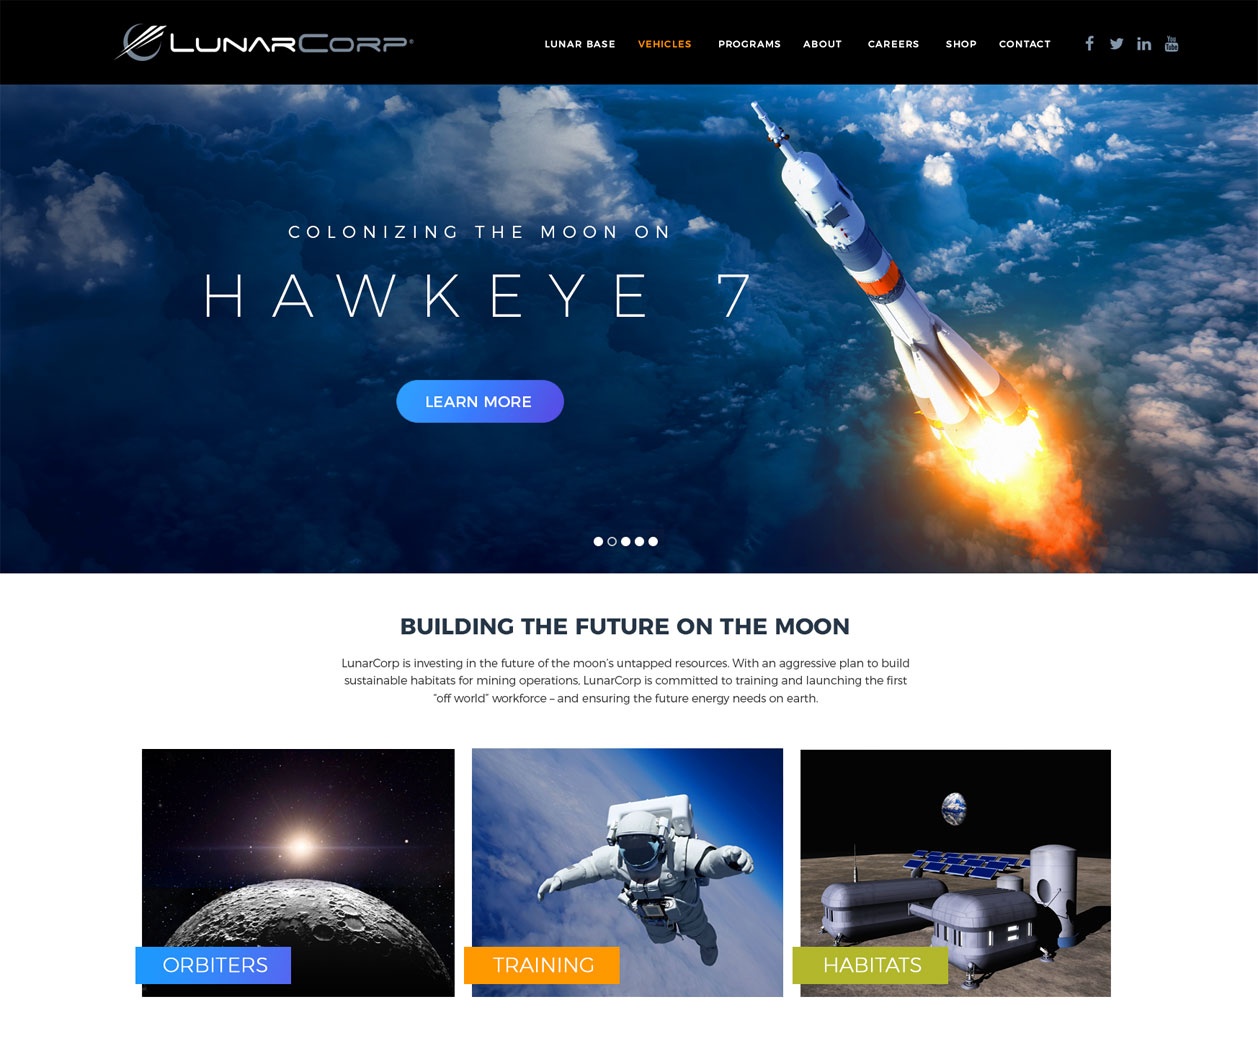 LUNARCORP®
LUNAR BASE VEHICLES PROGRAMS ABOUT CAREERS SHOP CONTACT
You Tube
COLONIZING THE MOON ON
HAWKEYE 7
LEARN MORE
BUILDING THE FUTURE ON THE MOON
LunarCorp is investing in the future of the moon’s untapped resources. With an aggressive plan to build
sustainable habitats for mining operations, LunarCorp is committed to training and launching the first
“off world” workforce – and ensuring the future energy needs on earth.
ORBITERS
TRAINING
HABITATS